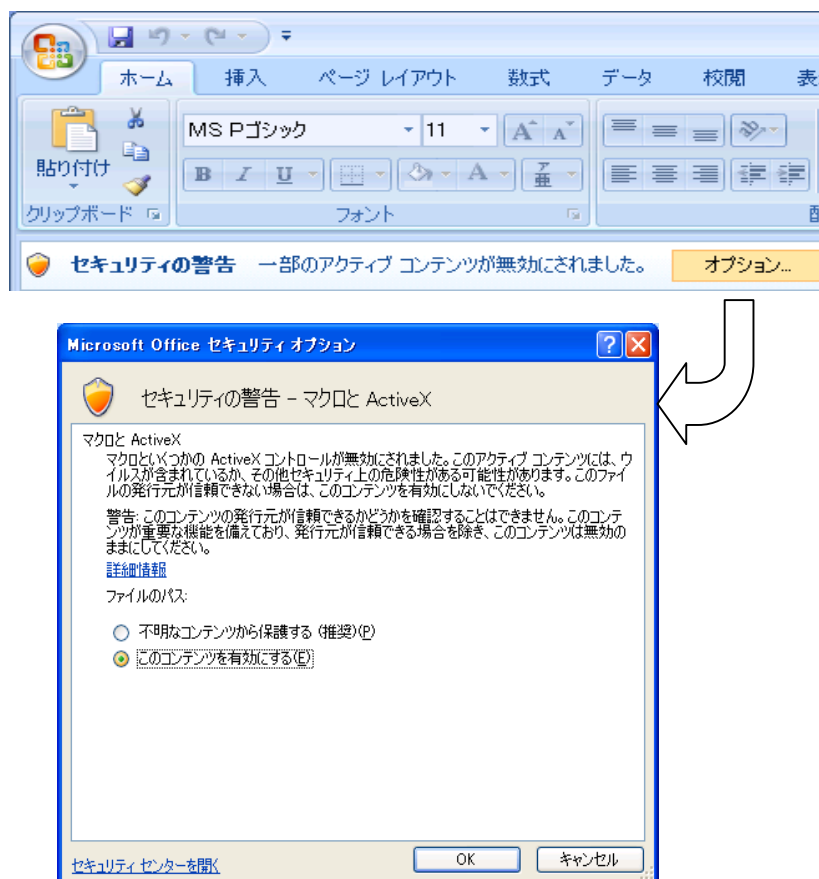 ホーム 挿入 ページ レイアウト 数式 データ 校閲 表
MS Pゴシック 11 A A
貼り付け
B I U A ア亜
クリップボード フォント 配
セキュリティの警告 一部のアクティブ コンテンツが無効にされました。 オプション...
Microsoft Office セキュリティ オプション
セキュリティの警告 - マクロと ActiveX
マクロと ActiveX
マクロといくつかの ActiveX コントロールが無効にされました。このアクティブ コンテンツには、ウ
イルスが含まれているか、その他セキュリティ上の危険性がある可能性があります。このファイ
ルの発行元が信頼できない場合は、このコンテンツを有効にしないでください。
警告: このコンテンツの発行元が信頼できるかどうかを確認することはできません。このコンテ
ンツが重要な機能を備えており、発行元が信頼できる場合を除き、このコンテンツは無効の
ままにしてください。
詳細情報
ファイルのパス:
不明なコンテンツから保護する (推奨)(P)
このコンテンツを有効にする(E)
セキュリティ センターを開く OK キャンセル